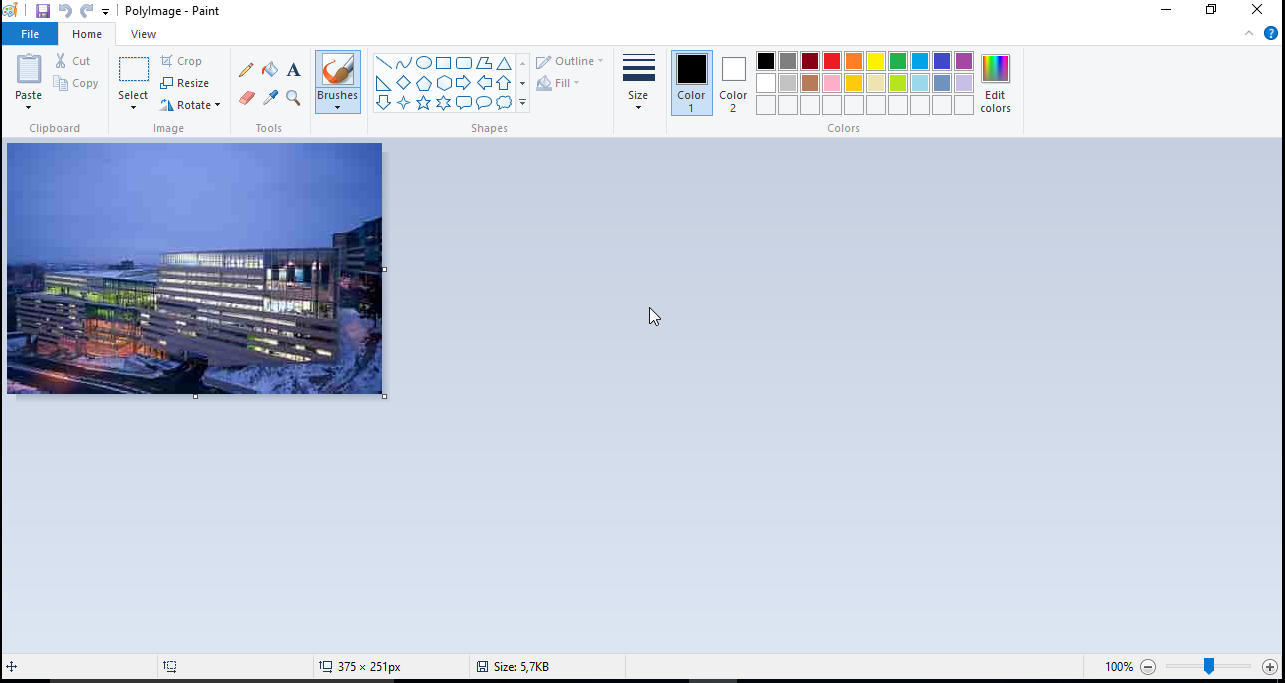 PolyImage - Paint
File Home View
Cut
Copy
Paste
Clipboard
Select
Crop
Resize
Rotate
Image
A
Tools
Brushes
Shapes
Outline
Fill
Size
Color
1
Color
2
Edit
colors
Colors
375 × 251px
Size: 5,7KB
100%